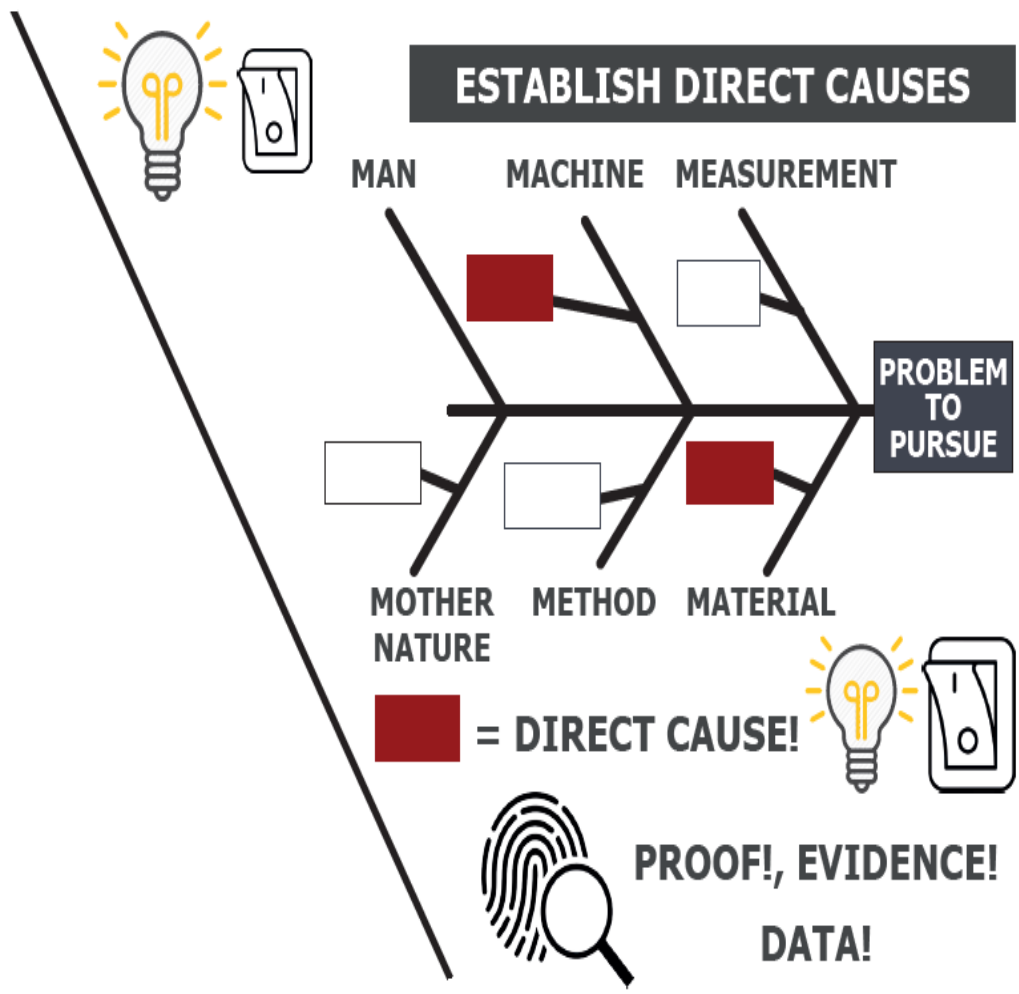 ESTABLISH DIRECT CAUSES
MAN
MACHINE
MEASUREMENT
PROBLEM
TO
PURSUE
MOTHER
NATURE
METHOD
MATERIAL
= DIRECT CAUSE!
PROOF!, EVIDENCE!
DATA!